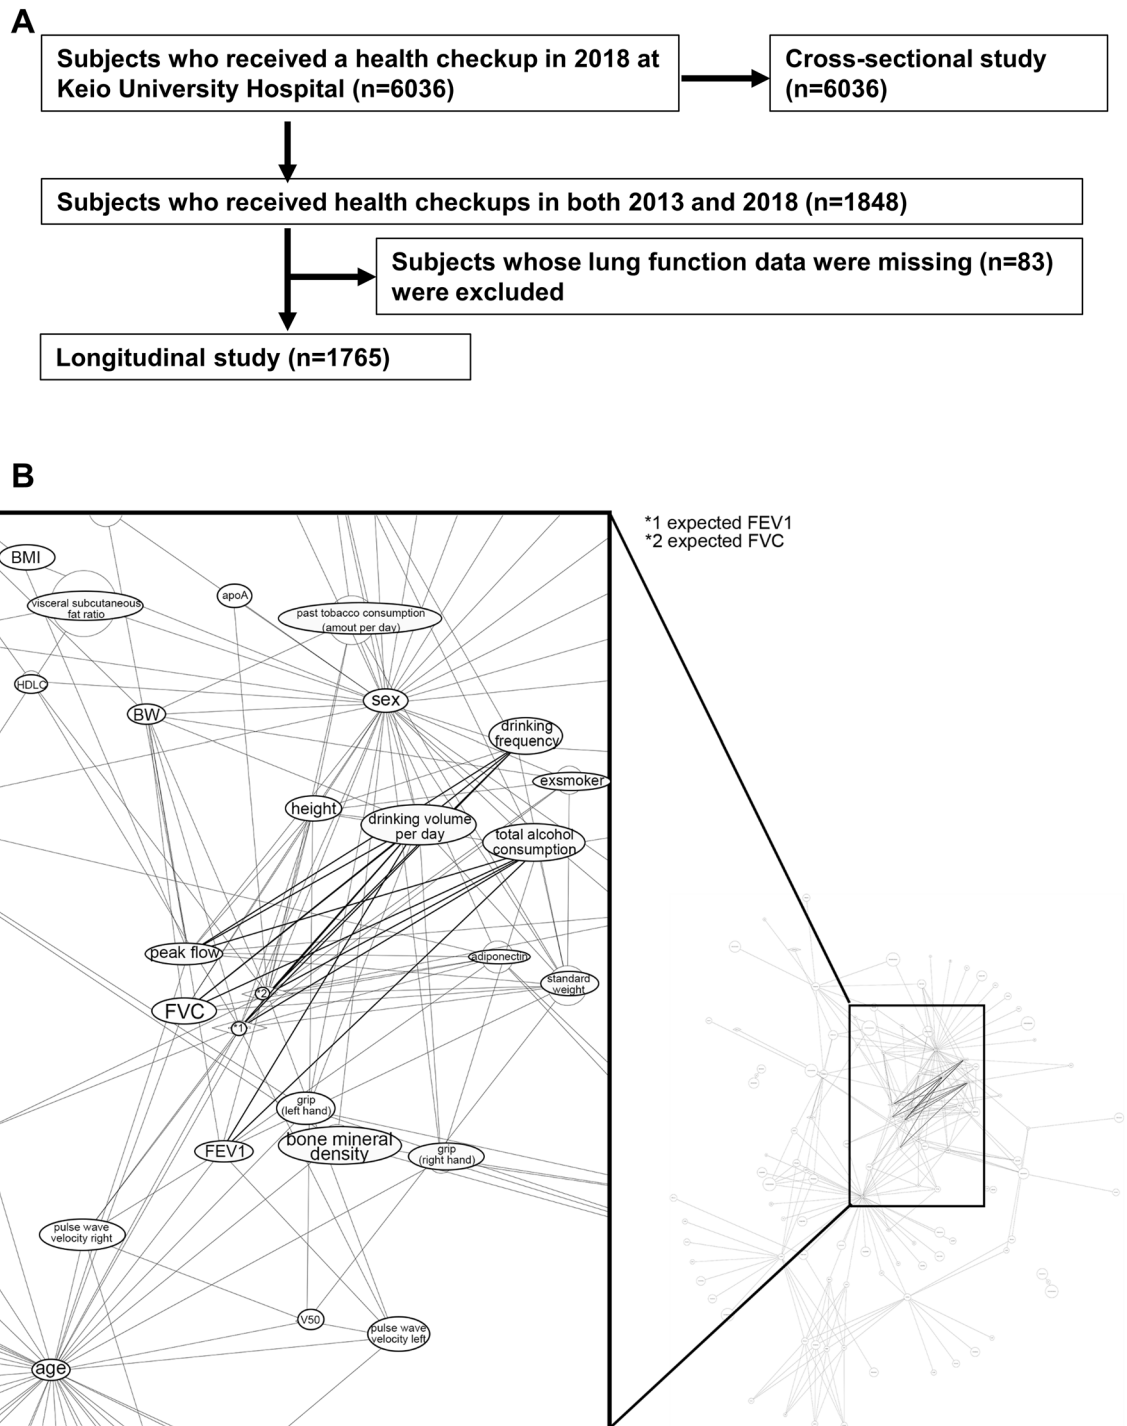 A
Subjects who received a health checkup in 2018 at
Keio University Hospital (n=6036)
Cross-sectional study
(n=6036)
Subjects who received health checkups in both 2013 and 2018 (n=1848)
Subjects whose lung function data were missing (n=83)
were excluded
Longitudinal study (n=1765)
B
*1 expected FEV1
*2 expected FVC
BMI
visceral subcutaneous
fat ratio
apoA
past tobacco consumption
(amout per day)
HDLC
BW
sex
drinking
frequency
exsmoker
height
drinking volume
per day
total alcohol
consumption
peak flow
adiponectin
standard
weight
*2
FVC
*1
grip
(left hand)
FEV1
bone mineral
density
grip
(right hand)
pulse wave
velocity right
V50
pulse wave
velocity left
age